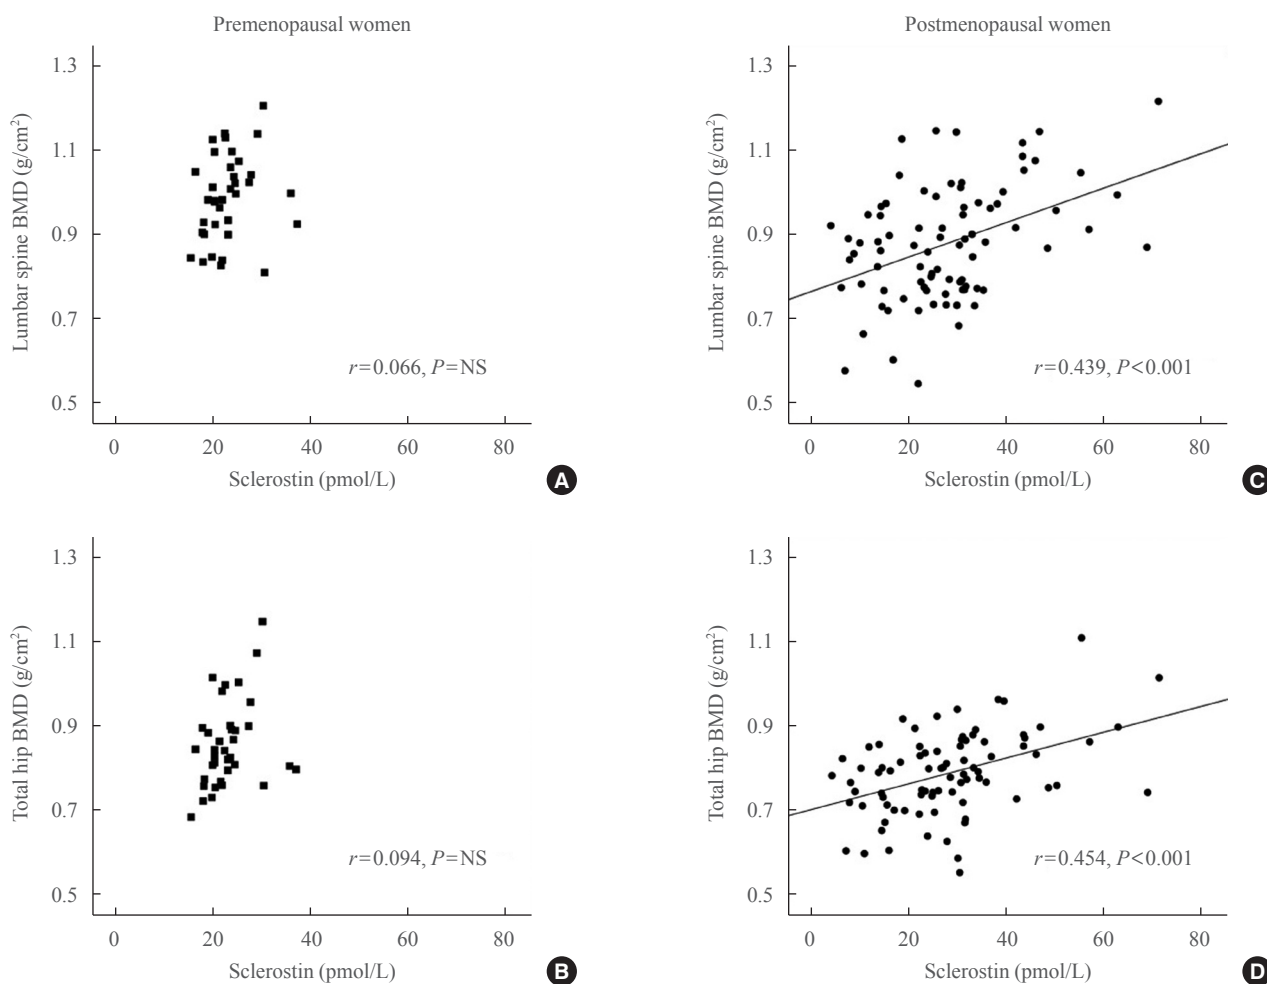 Premenopausal women
Lumbar spine BMD (g/cm²)
1.3
1.1
0.9
0.7
0.5
r=0.066, P=NS
0 20 40 60 80
Sclerostin (pmol/L)
A
Postmenopausal women
Lumbar spine BMD (g/cm²)
1.3
1.1
0.9
0.7
0.5
r=0.439, P<0.001
0 20 40 60 80
Sclerostin (pmol/L)
C
Total hip BMD (g/cm²)
1.3
1.1
0.9
0.7
0.5
r=0.094, P=NS
0 20 40 60 80
Sclerostin (pmol/L)
B
Total hip BMD (g/cm²)
1.3
1.1
0.9
0.7
0.5
r=0.454, P<0.001
0 20 40 60 80
Sclerostin (pmol/L)
D